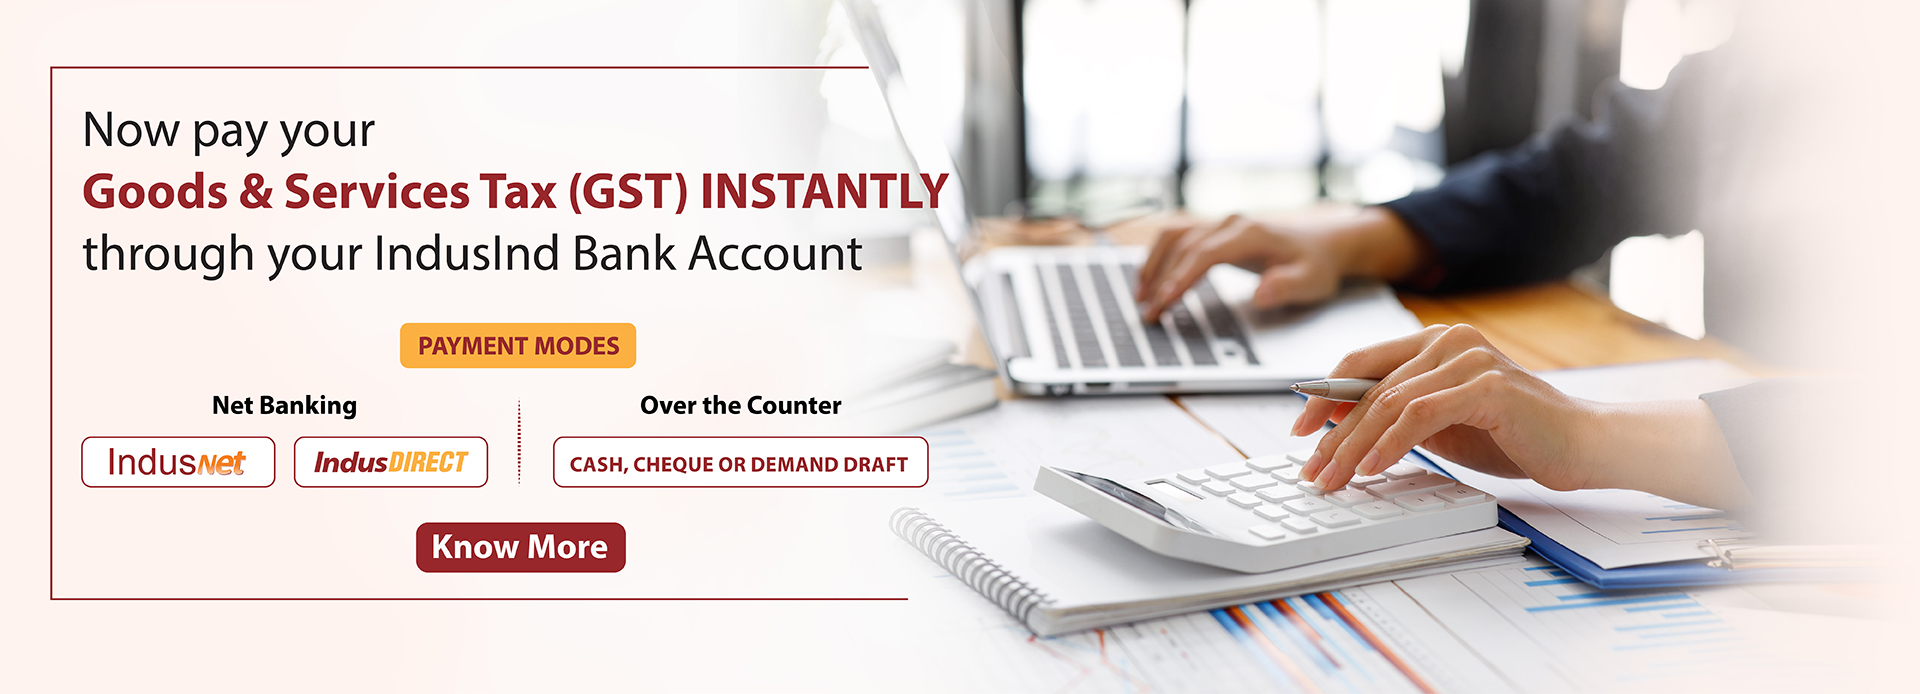 Now pay your
Goods & Services Tax (GST) INSTANTLY
through your IndusInd Bank Account
PAYMENT MODES
Net Banking
IndusNet
IndusDIRECT
Over the Counter
CASH, CHEQUE OR DEMAND DRAFT
Know More